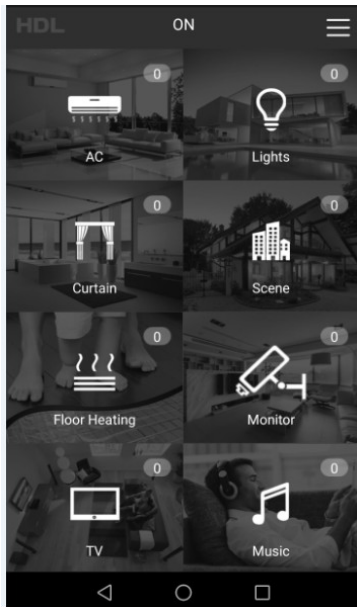 HDL
ON
0
0
AC
Lights
0
0
Curtain
Scene
0
0
Floor Heating
Monitor
0
0
TV
Music